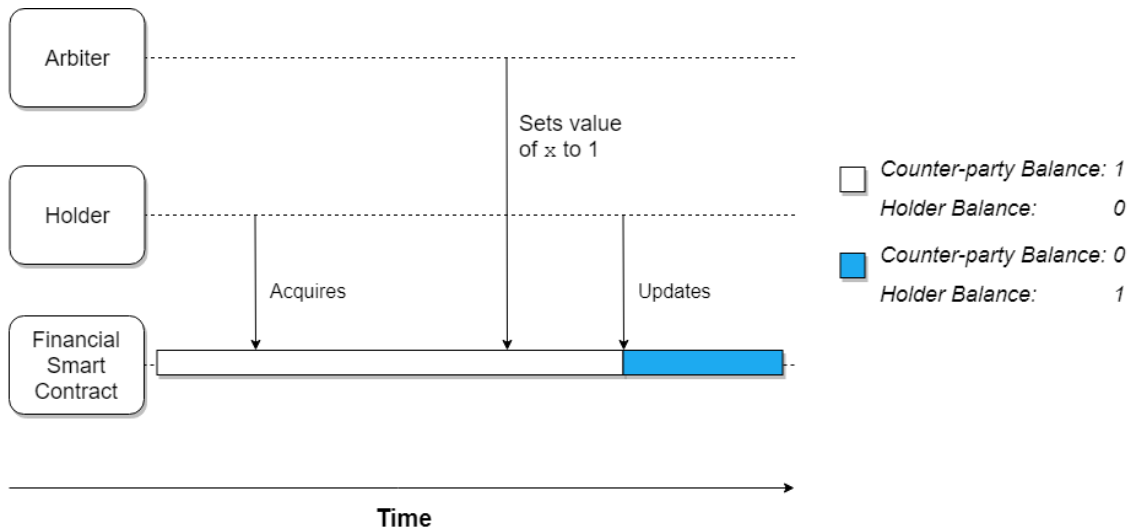 Arbiter
Sets value
of x to 1
Holder
Acquires
Updates
Financial
Smart
Contract
Counter-party Balance: 1
Holder Balance: 0
Counter-party Balance: 0
Holder Balance: 1
Time